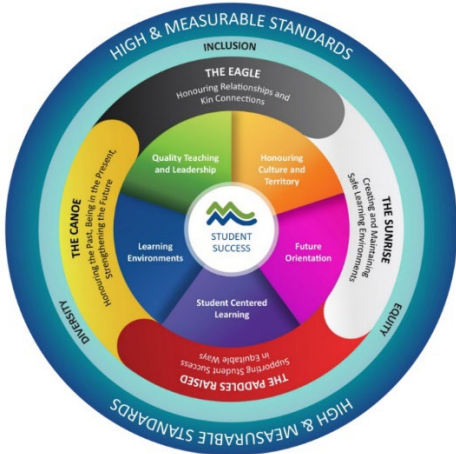 HIGH & MEASURABLE STANDARDS
INCLUSION
THE EAGLE
Honouring Relationships and
Kin Connections
Quality Teaching
and Leadership
Honouring
Culture and
Territory
THE CANOE
Honouring the Past, Being in the Present,
Strengthening the Future
THE SUNRISE
Creating and Maintaining
Safe Learning Environments
STUDENT
SUCCESS
Learning
Environments
Future
Orientation
Student Centered
Learning
DIVERSITY
EQUITY
THE PADDLES RAISED
Supporting Student Success
in Equitable Ways
HIGH & MEASURABLE STANDARDS